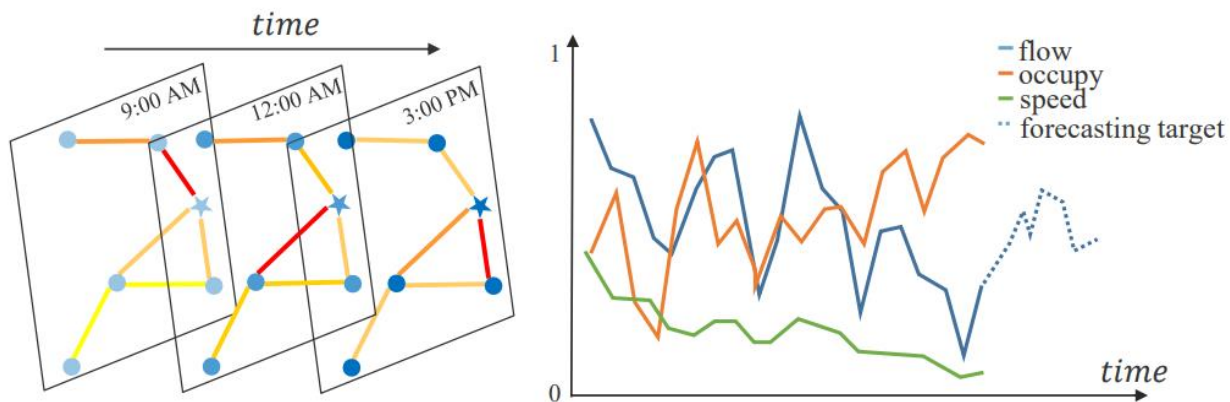 time
9:00 AM
12:00 AM
3:00 PM
1
flow
occupy
speed
forecasting target
0
time